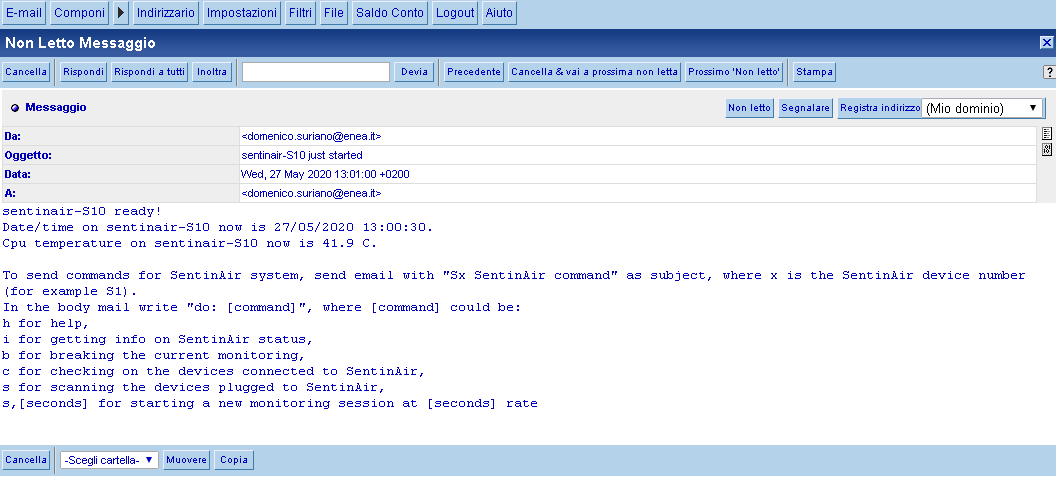 E-mail Componi Indirizzario Impostazioni Filtri File Saldo Conto Logout Aiuto
Non Letto Messaggio
Cancella Rispondi Rispondi a tutti Inoltra Devia Precedente Cancella & vai a prossima non letta Prossimo 'Non letto' Stampa ?
Messaggio Non letto Segnalare Registra indirizzo (Mio dominio)
Da: <domenico.suriano@enea.it>
Oggetto: sentinair-S10 just started
Data: Wed, 27 May 2020 13:01:00 +0200
A: <domenico.suriano@enea.it>
sentinair-S10 ready!
Date/time on sentinair-S10 now is 27/05/2020 13:00:30.
Cpu temperature on sentinair-S10 now is 41.9 C.
To send commands for SentinAir system, send email with "Sx SentinAir command" as subject, where x is the SentinAir device number
(for example S1).
In the body mail write "do: [command]", where [command] could be:
h for help,
i for getting info on SentinAir status,
b for breaking the current monitoring,
c for checking on the devices connected to SentinAir,
s for scanning the devices plugged to SentinAir,
s,[seconds] for starting a new monitoring session at [seconds] rate
Cancella -Scegli cartella- Muovere Copia